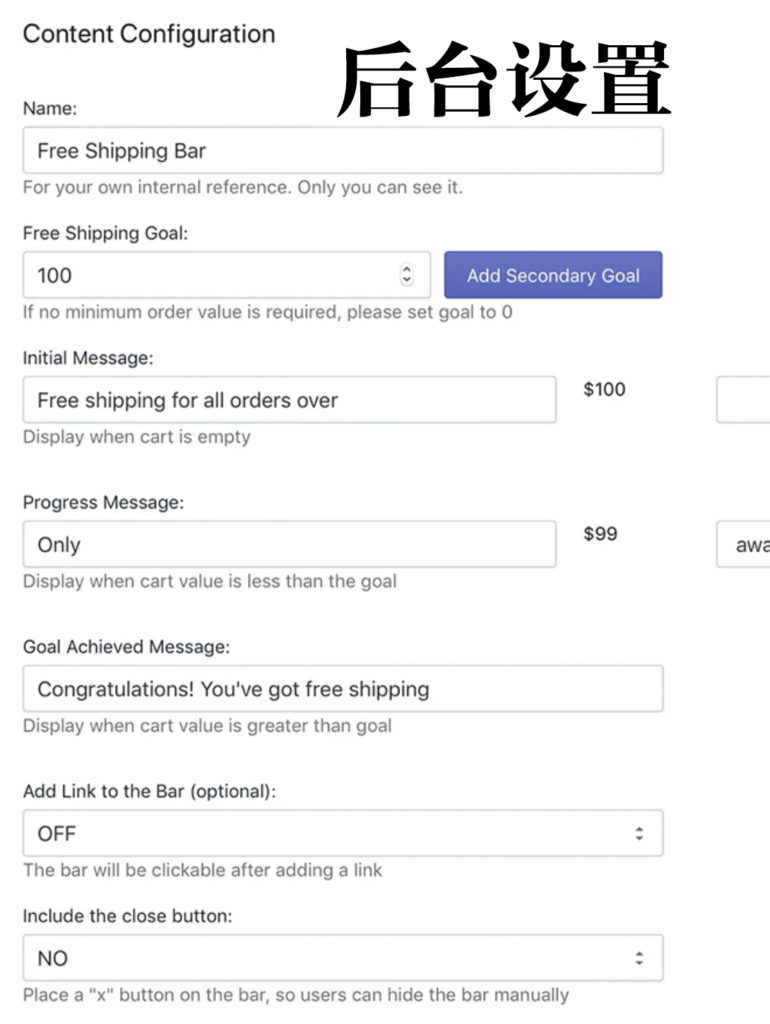 Content Configuration
后台设置
Name:
Free Shipping Bar
For your own internal reference. Only you can see it.
Free Shipping Goal:
100
Add Secondary Goal
If no minimum order value is required, please set goal to 0
Initial Message:
Free shipping for all orders over
$100
Display when cart is empty
Progress Message:
Only
$99
awa
Display when cart value is less than the goal
Goal Achieved Message:
Congratulations! You've got free shipping
Display when cart value is greater than goal
Add Link to the Bar (optional):
OFF
The bar will be clickable after adding a link
Include the close button:
NO
Place a "x" button on the bar, so users can hide the bar manually